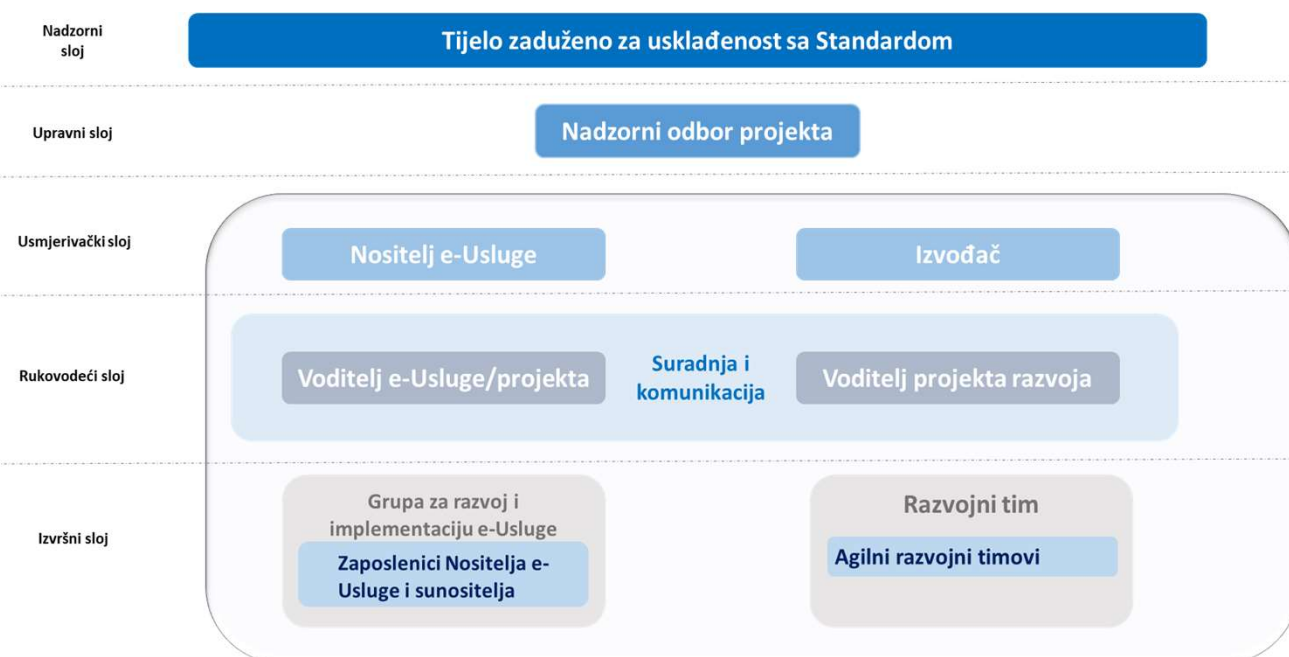 Nadzorni
sloj
Tijelo zaduženo za usklađenost sa Standardom
Upravni sloj
Nadzorni odbor projekta
Usmjerivački sloj
Nositelj e-Usluge
Izvođač
Rukovodeći sloj
Voditelj e-Usluge/projekta
Suradnja i
komunikacija
Voditelj projekta razvoja
Izvršni sloj
Grupa za razvoj i
implementaciju e-Usluge
Zaposlenici Nositelja e-
Usluge i sunositelja
Razvojni tim
Agilni razvojni timovi